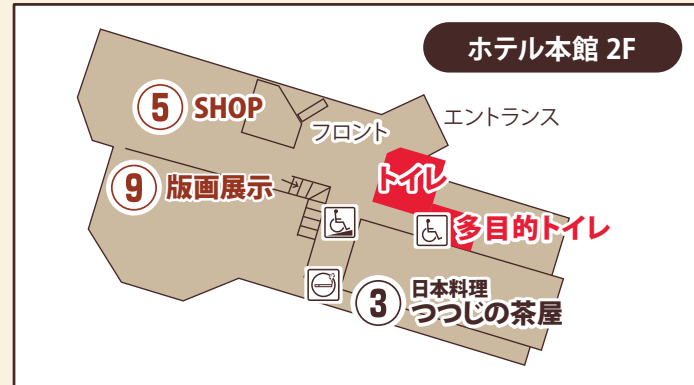 ホテル本館 2F
⑤ SHOP
フロント
エントランス
トイレ
⑨ 版画展示
多目的トイレ
③ 日本料理
つつじの茶屋